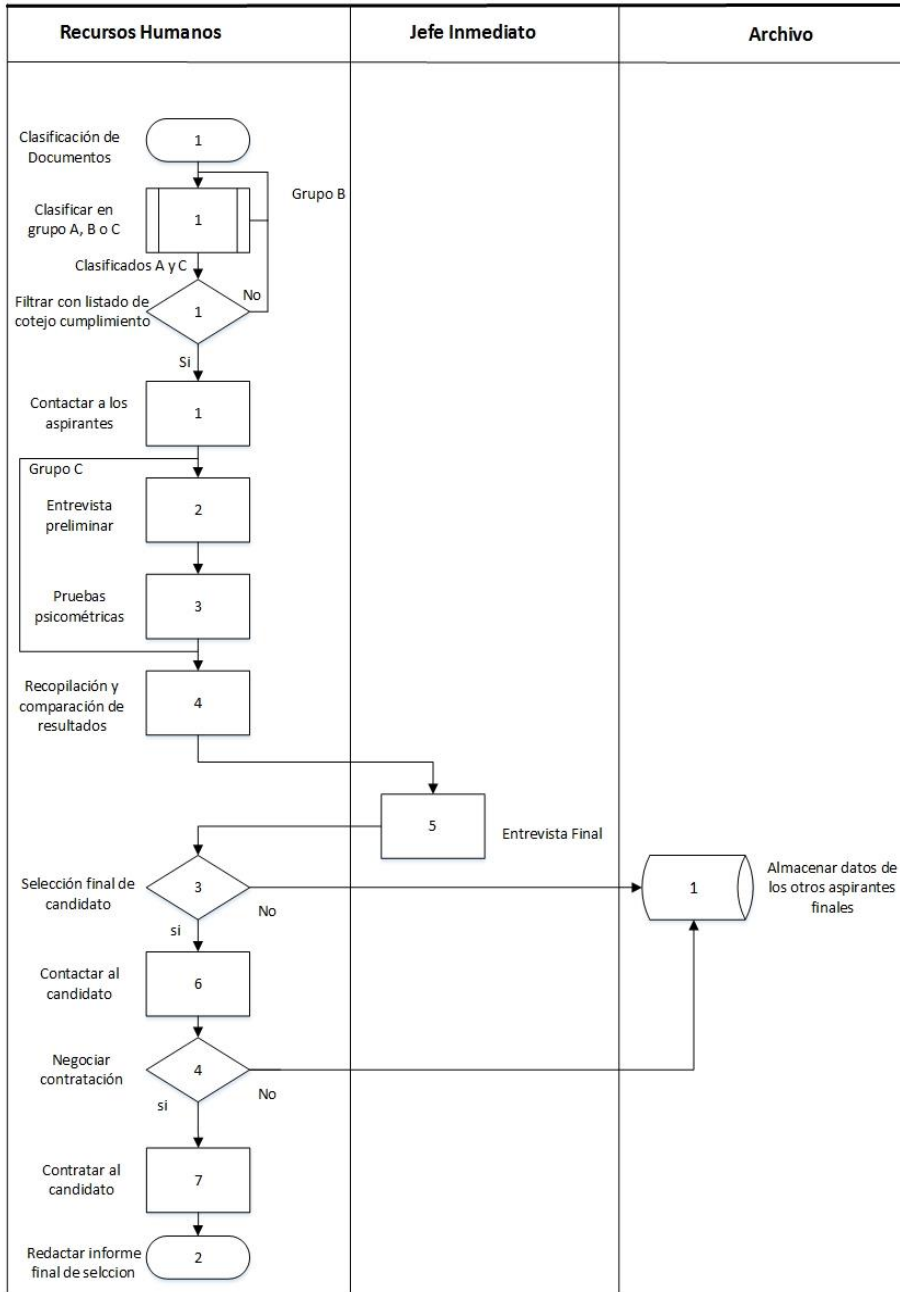 Recursos Humanos
Jefe Inmediato
Archivo
Clasificación de
Documentos
1
Grupo B
Clasificar en
grupo A, B o C
1
Clasificados A y C
Filtrar con listado de
cotejo cumplimiento
1
No
Si
Contactar a los
aspirantes
1
Grupo C
Entrevista
preliminar
2
Pruebas
psicométricas
3
Recopilación y
comparación de
resultados
4
5
Entrevista Final
Selección final de
candidato
3
No
si
1
Almacenar datos de
los otros aspirantes
finales
Contactar al
candidato
6
Negociar
contratación
4
No
si
Contratar al
candidato
7
Redactar informe
final de selccion
2